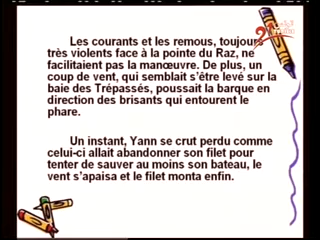 Les courants et les remous, toujours
très violents face à la pointe du Raz, ne
facilitaient pas la manœuvre. De plus, un
coup de vent, qui semblait s'être levé sur la
baie des Trépassés, poussait la barque en
direction des brisants qui entourent le
phare.
Un instant, Yann se crut perdu comme
celui-ci allait abandonner son filet pour
tenter de sauver au moins son bateau, le
vent s'apaisa et le filet monta enfin.